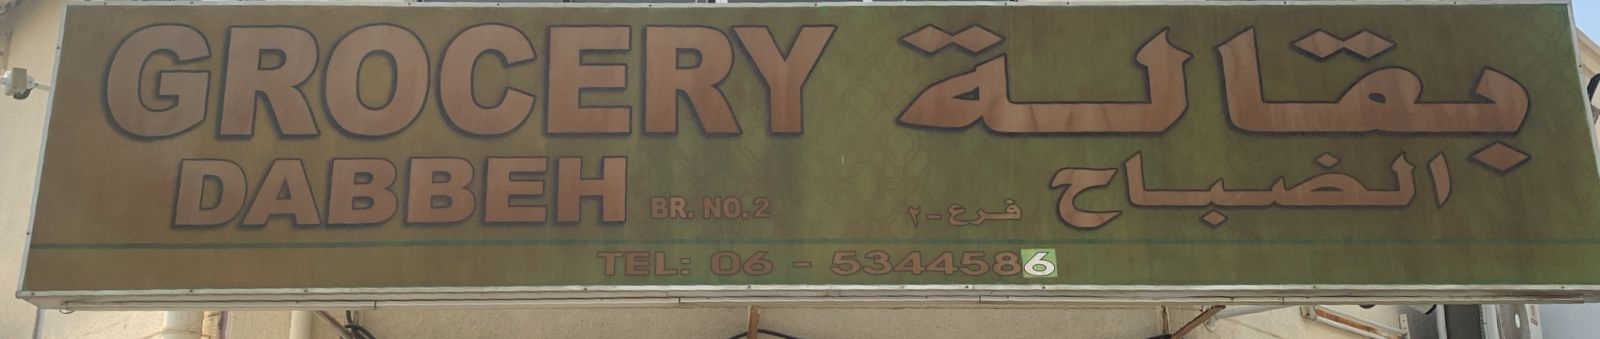 GROCERY بقالة
DABBEH الضباح
BR. NO.2 فرع - ٢
TEL: 06 - 5344586